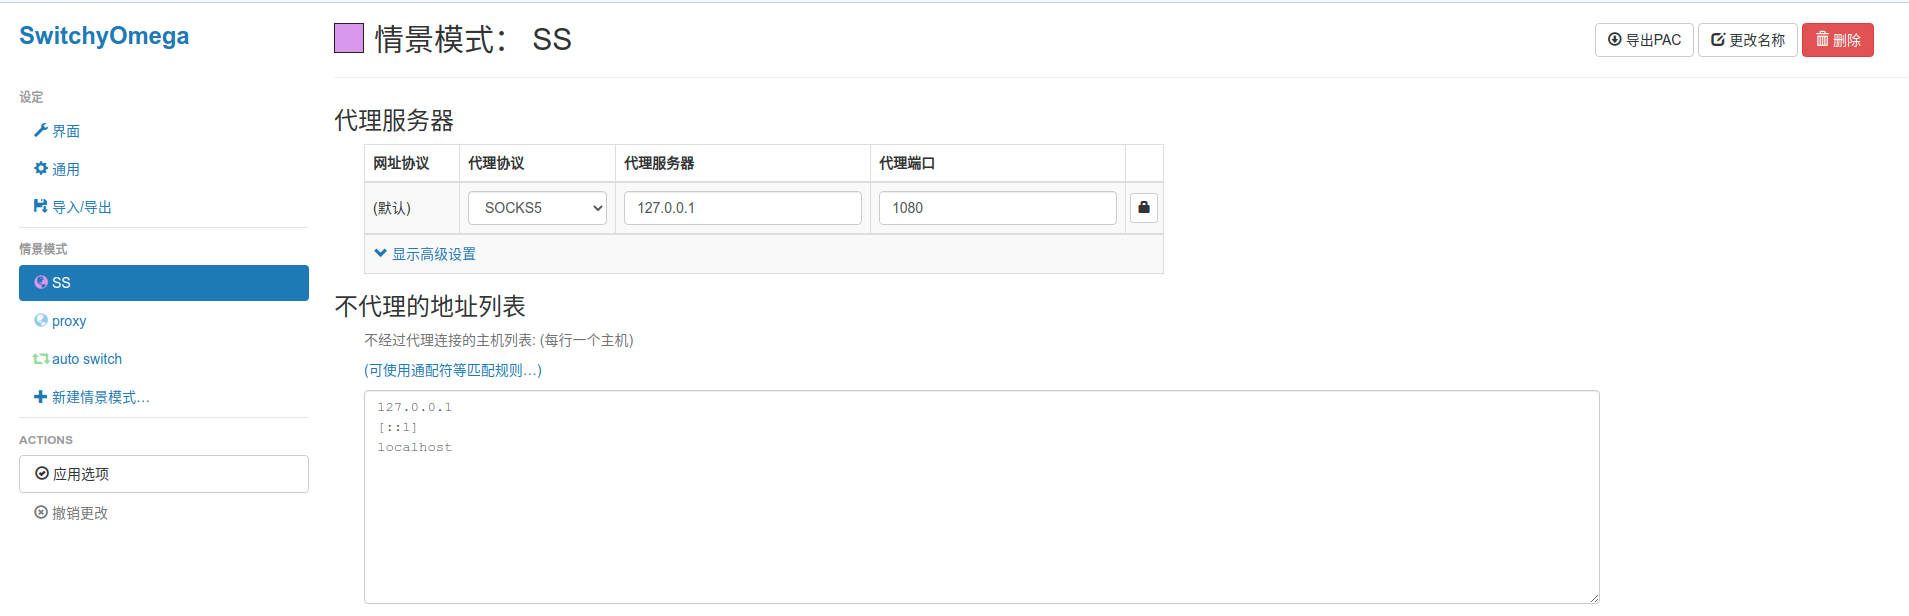 SwitchyOmega
设定
界面
通用
导入/导出
情景模式
SS
proxy
auto switch
新建情景模式…
ACTIONS
应用选项
撤销更改
情景模式： SS
导出PAC 更改名称 删除
代理服务器
网址协议 代理协议 代理服务器 代理端口
(默认) SOCKS5 127.0.0.1 1080
显示高级设置
不代理的地址列表
不经过代理连接的主机列表: (每行一个主机)
(可使用通配符等匹配规则…)
127.0.0.1
[::1]
localhost